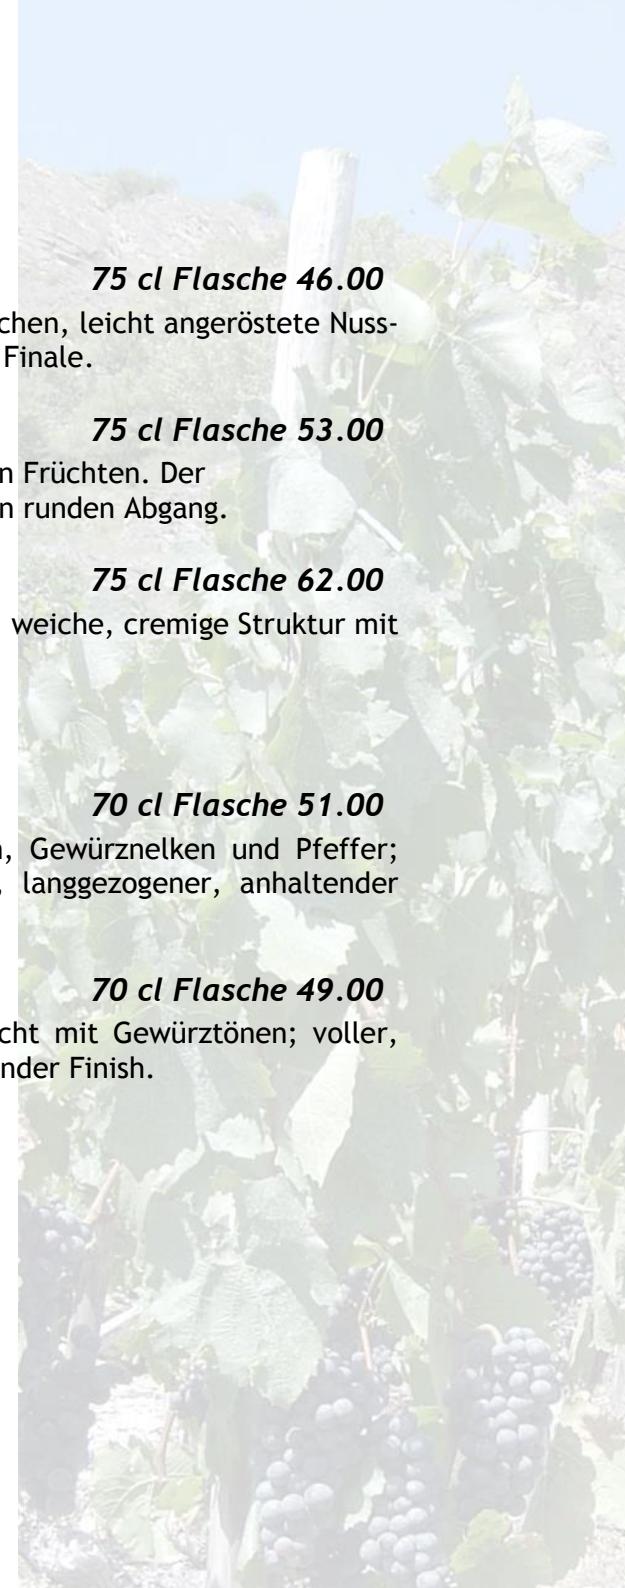 75 cl Flasche 46.00
chen, leicht angeröstete Nuss-
Finale.
75 cl Flasche 53.00
n Früchten. Der
n runden Abgang.
75 cl Flasche 62.00
weiche, cremige Struktur mit
70 cl Flasche 51.00
, Gewürznelken und Pfeffer;
, langgezogener, anhaltender
70 cl Flasche 49.00
cht mit Gewürztönen; voller,
nder Finish.